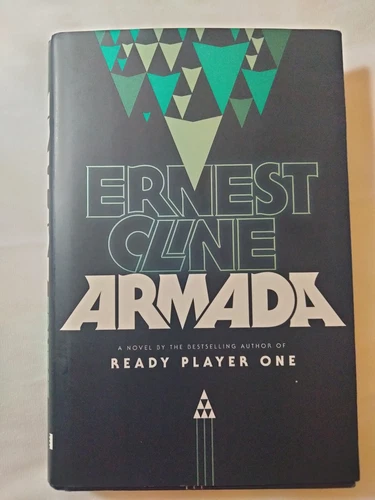 ERNEST
CLINE
ARMADA
A NOVEL BY THE BESTSELLING AUTHOR OF
READY PLAYER ONE